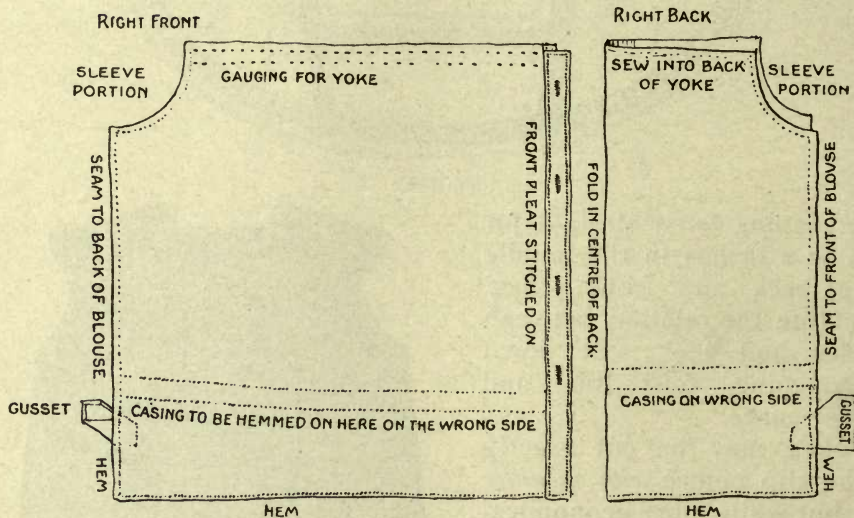 RIGHT FRONT
SLEEVE
PORTION
GAUGING FOR YOKE
SEAM TO BACK OF BLOUSE
FRONT PLEAT STITCHED ON
GUSSET
CASING TO BE HEMMED ON HERE ON THE WRONG SIDE
HEM
HEM
RIGHT BACK
SEW INTO BACK
OF YOKE
SLEEVE
PORTION
FOLD IN CENTRE OF BACK.
SEAM TO FRONT OF BLOUSE
CASING ON WRONG SIDE
GUSSET
HEM
HEM